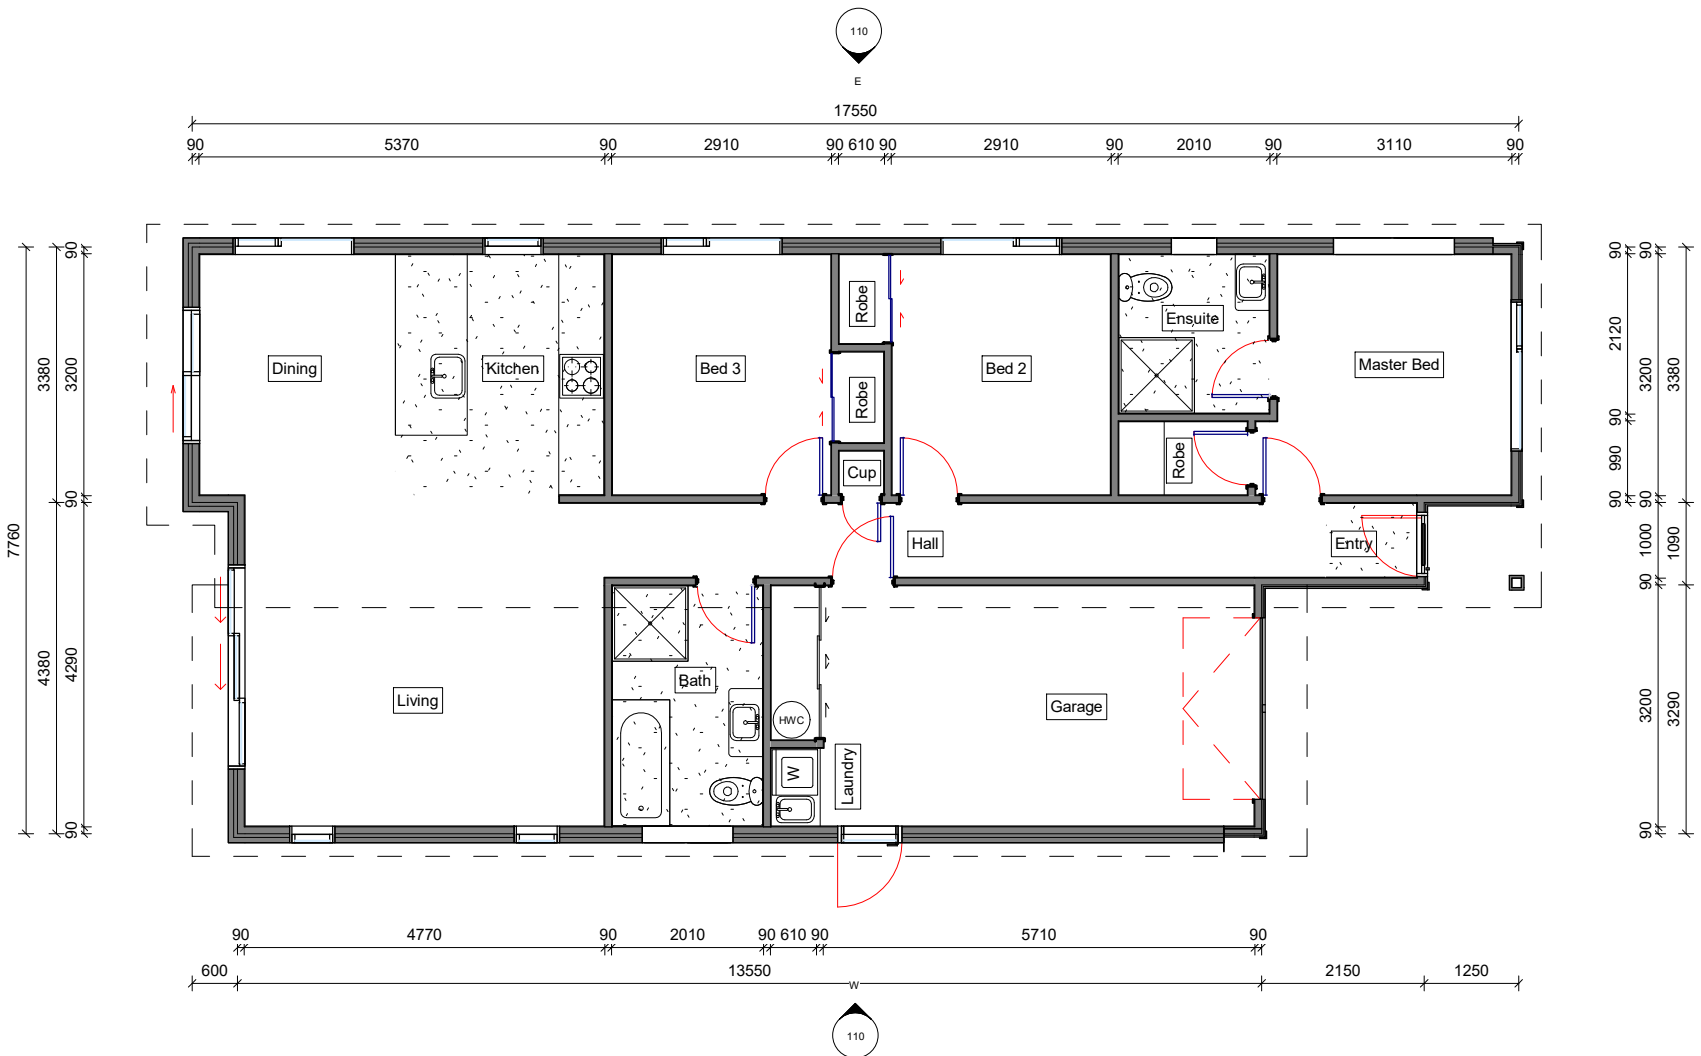 110
E
17550
90 5370 90 2910 90 610 90 2910 90 2010 90 3110 90
7760
3380
4380
90
3200
90
4290
90
Dining
Kitchen
Bed 3
Robe
Robe
Cup
Bed 2
Ensuite
Robe
Master Bed
Hall
Entry
Living
Bath
HWC
W
Laundry
Garage
90
2120
90
990
90
90
3200
90
1000
90
3200
90
3380
1090
3290
90 4770 90 2010 90 610 90 5710 90
600 13550 2150 1250
W
110